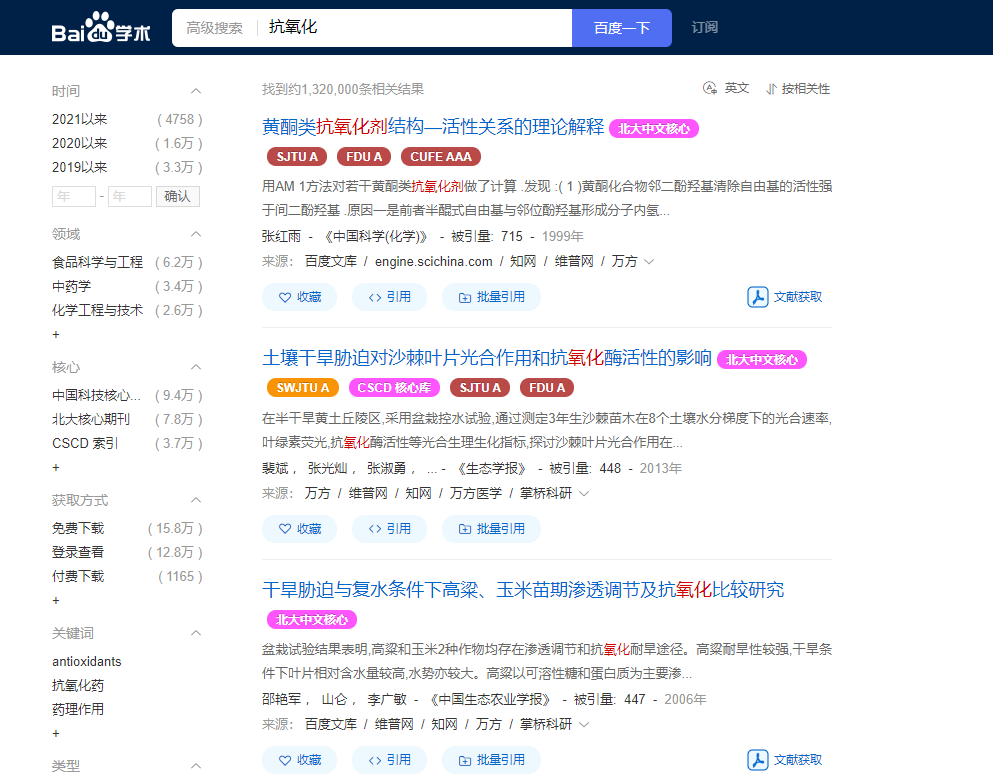 Bai du 学术
高级搜索 抗氧化 百度一下 订阅
时间
2021以来 ( 4758 )
2020以来 ( 1.6万 )
2019以来 ( 3.3万 )
年 - 年 确认
领域
食品科学与工程 ( 6.2万 )
中药学 ( 3.4万 )
化学工程与技术 ( 2.6万 )
+
核心
中国科技核心... ( 9.4万 )
北大核心期刊 ( 7.8万 )
CSCD 索引 ( 3.7万 )
+
获取方式
免费下载 ( 15.8万 )
登录查看 ( 12.8万 )
付费下载 ( 1165 )
+
关键词
antioxidants
抗氧化药
药理作用
+
类型
找到约1,320,000条相关结果 英文 按相关性
黄酮类抗氧化剂结构—活性关系的理论解释 北大中文核心
SJTU A FDU A CUFE AAA
用AM 1方法对若干黄酮类抗氧化剂做了计算 .发现 :( 1 )黄酮化合物邻二酚羟基清除自由基的活性强
于间二酚羟基 .原因—是前者半醌式自由基与邻位酚羟基形成分子内氢...
张红雨 - 《中国科学(化学)》 - 被引量: 715 - 1999年
来源: 百度文库 / engine.scichina.com / 知网 / 维普网 / 万方
收藏 <> 引用 批量引用 文献获取
土壤干旱胁迫对沙棘叶片光合作用和抗氧化酶活性的影响 北大中文核心
SWJTU A CSCD 核心库 SJTU A FDU A
在半干旱黄土丘陵区,采用盆栽控水试验,通过测定3年生沙棘苗木在8个土壤水分梯度下的光合速率,
叶绿素荧光,抗氧化酶活性等光合生理生化指标,探讨沙棘叶片光合作用在...
裴斌， 张光灿， 张淑勇， ... - 《生态学报》 - 被引量: 448 - 2013年
来源: 万方 / 维普网 / 知网 / 万方医学 / 掌桥科研
收藏 <> 引用 批量引用
干旱胁迫与复水条件下高粱、玉米苗期渗透调节及抗氧化比较研究
北大中文核心
盆栽试验结果表明,高粱和玉米2种作物均存在渗透调节和抗氧化耐旱途径。高粱耐旱性较强,干旱条
件下叶片相对含水量较高,水势亦较大。高粱以可溶性糖和蛋白质为主要渗...
邵艳军， 山仑， 李广敏 - 《中国生态农业学报》 - 被引量: 447 - 2006年
来源: 百度文库 / 维普网 / 知网 / 万方 / 掌桥科研
收藏 <> 引用 批量引用 文献获取